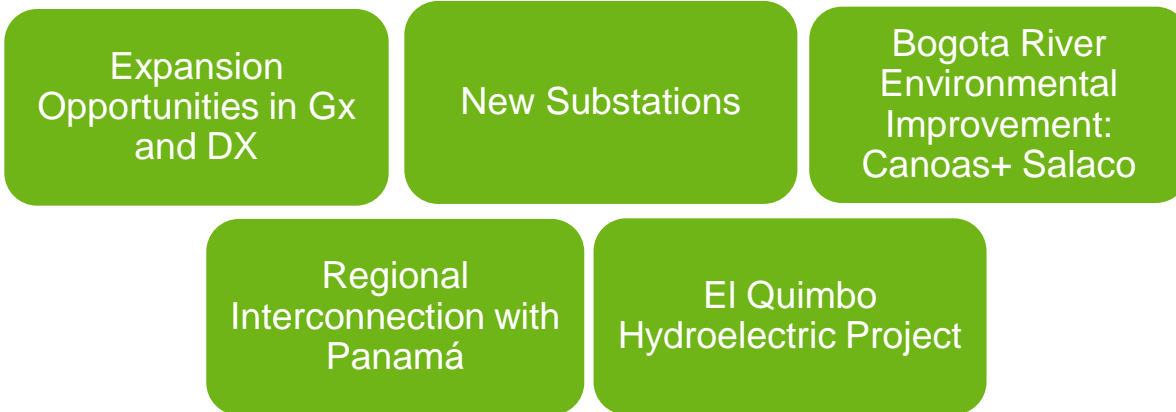 Expansion
Opportunities in Gx
and DX
New Substations
Bogota River
Environmental
Improvement:
Canoas+ Salaco
Regional
Interconnection with
Panamá
El Quimbo
Hydroelectric Project